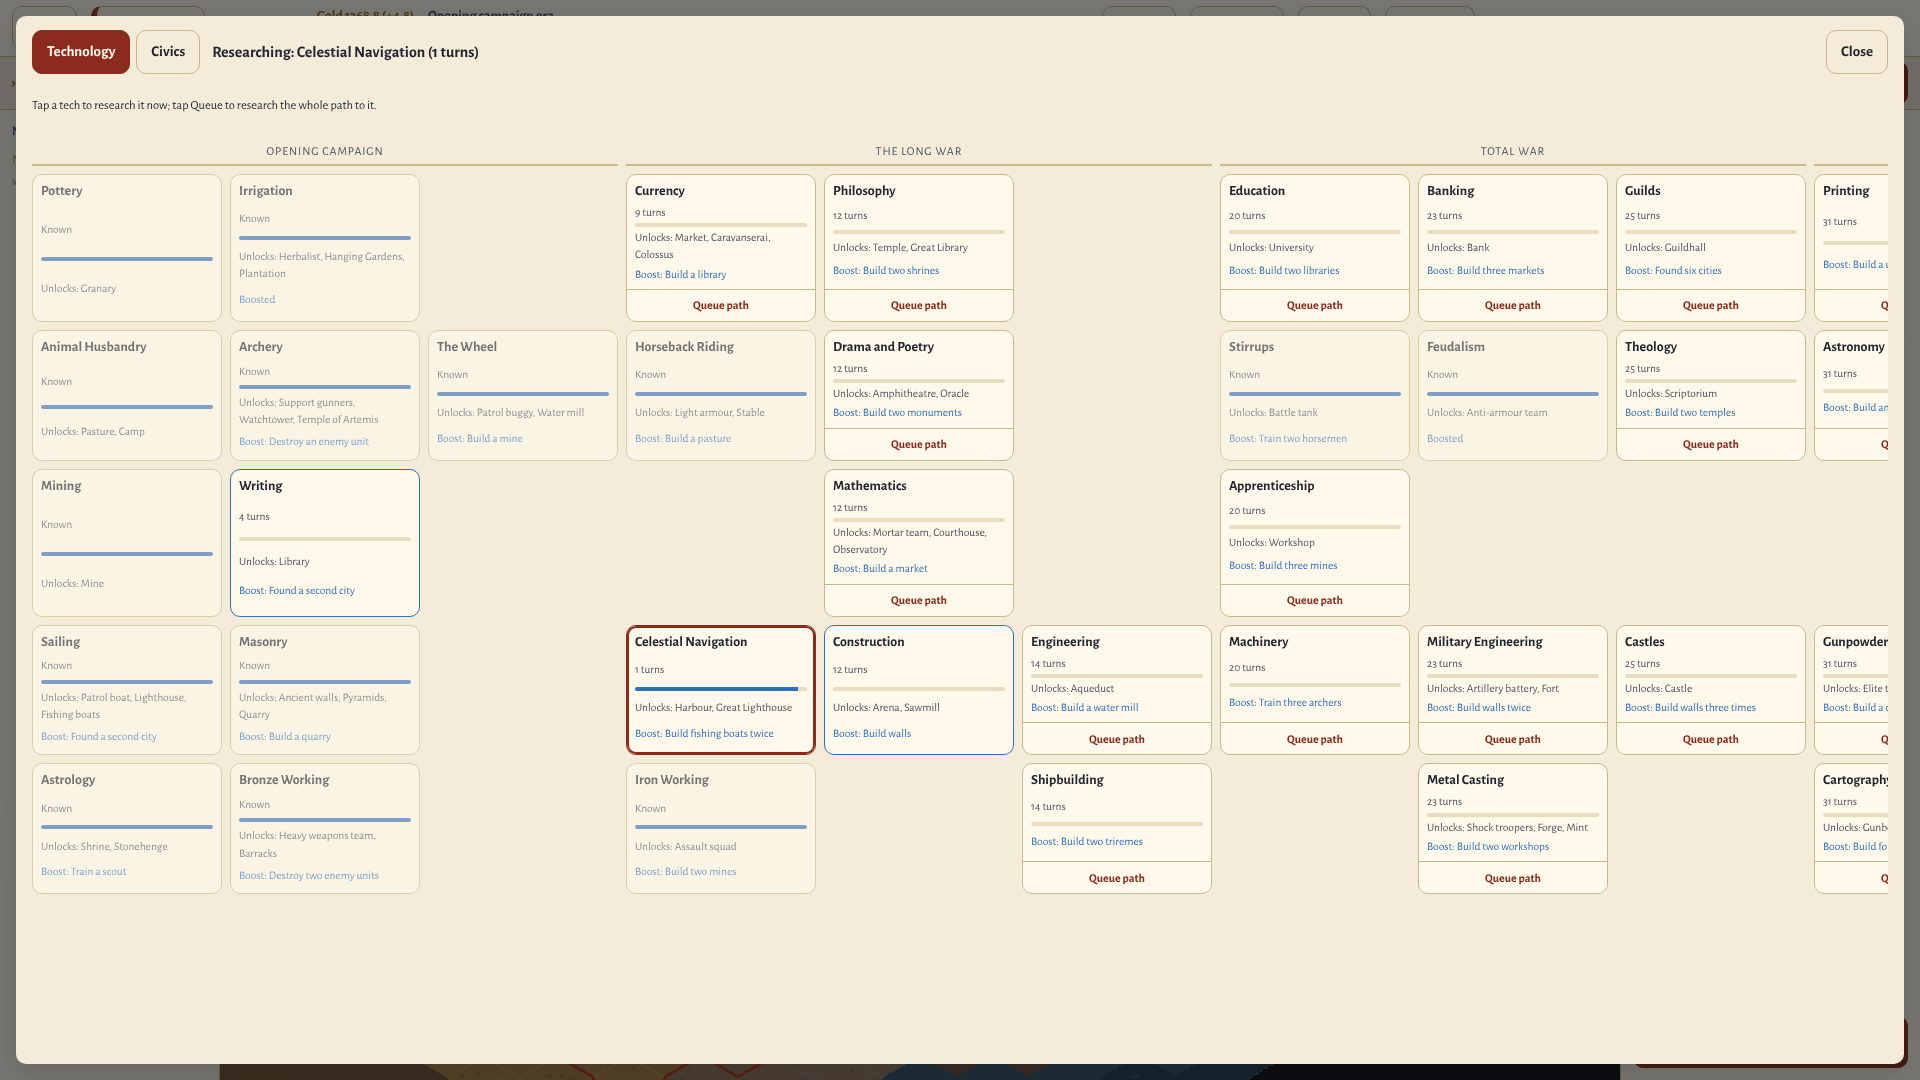 Technology
Civics
Researching: Celestial Navigation (1 turns)
Close
Tap a tech to research it now; tap Queue to research the whole path to it.
OPENING CAMPAIGN
THE LONG WAR
TOTAL WAR
Pottery
Known
Unlocks: Granary
Irrigation
Known
Unlocks: Herbalist, Hanging Gardens,
Plantation
Boosted
Currency
9 turns
Unlocks: Market, Caravanserai,
Colossus
Boost: Build a library
Queue path
Philosophy
12 turns
Unlocks: Temple, Great Library
Boost: Build two shrines
Queue path
Education
20 turns
Unlocks: University
Boost: Build two libraries
Queue path
Banking
23 turns
Unlocks: Bank
Boost: Build three markets
Queue path
Guilds
25 turns
Unlocks: Guildhall
Boost: Found six cities
Queue path
Printing
31 turns
Boost: Build a
Animal Husbandry
Known
Unlocks: Pasture, Camp
Archery
Known
Unlocks: Support gunners,
Watchtower, Temple of Artemis
Boost: Destroy an enemy unit
The Wheel
Known
Unlocks: Patrol buggy, Water mill
Boost: Build a mine
Horseback Riding
Known
Unlocks: Light armour, Stable
Boost: Build a pasture
Drama and Poetry
12 turns
Unlocks: Amphitheatre, Oracle
Boost: Build two monuments
Queue path
Stirrups
Known
Unlocks: Battle tank
Boost: Train two horsemen
Feudalism
Known
Unlocks: Anti-armour team
Boosted
Theology
25 turns
Unlocks: Scriptorium
Boost: Build two temples
Queue path
Astronomy
31 turns
Boost: Build an
Mining
Known
Unlocks: Mine
Writing
4 turns
Unlocks: Library
Boost: Found a second city
Mathematics
12 turns
Unlocks: Mortar team, Courthouse,
Observatory
Boost: Build a market
Queue path
Apprenticeship
20 turns
Unlocks: Workshop
Boost: Build three mines
Queue path
Sailing
Known
Unlocks: Patrol boat, Lighthouse,
Fishing boats
Boost: Found a second city
Masonry
Known
Unlocks: Ancient walls, Pyramids,
Quarry
Boost: Build a quarry
Celestial Navigation
1 turns
Unlocks: Harbour, Great Lighthouse
Boost: Build fishing boats twice
Construction
12 turns
Unlocks: Arena, Sawmill
Boost: Build walls
Engineering
14 turns
Unlocks: Aqueduct
Boost: Build a water mill
Queue path
Machinery
20 turns
Boost: Train three archers
Queue path
Military Engineering
23 turns
Unlocks: Artillery battery, Fort
Boost: Build walls twice
Queue path
Castles
25 turns
Unlocks: Castle
Boost: Build walls three times
Queue path
Gunpowder
31 turns
Unlocks: Elite
Boost: Build a
Astrology
Known
Unlocks: Shrine, Stonehenge
Boost: Train a scout
Bronze Working
Known
Unlocks: Heavy weapons team,
Barracks
Boost: Destroy two enemy units
Iron Working
Known
Unlocks: Assault squad
Boost: Build two mines
Shipbuilding
14 turns
Boost: Build two triremes
Queue path
Metal Casting
23 turns
Unlocks: Shock troopers, Forge, Mint
Boost: Build two workshops
Queue path
Cartography
31 turns
Unlocks:
Boost: Build